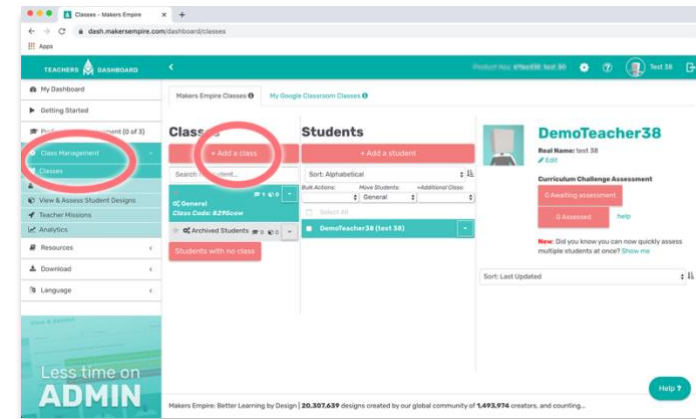 Classes - Makers Empire
dash.makersempire.com/dashboard/classes
Apps
TEACHERS DASHBOARD
Test 38
My Dashboard
Getting Started
(0 of 3)
Class Management
Classes
View & Assess Student Designs
Teacher Missions
Analytics
Resources
Download
Language
Less time on
ADMIN
Makers Empire Classes
My Google Classroom Classes
Classes
+ Add a class
General
Class Code: 8295cow
Archived Students
Students with no class
Students
+ Add a student
Sort: Alphabetical
Bulk Actions: Move Students: +Additional Class:
General
Select All
DemoTeacher38 (test 38)
DemoTeacher38
Real Name: test 38
Edit
Curriculum Challenge Assessment
0 Awaiting assessment
0 Assessed
help
New: Did you know you can now quickly assess
multiple students at once? Show me
Sort: Last Updated
Help ?
Makers Empire: Better Learning by Design | 20,307,639 designs created by our global community of 1,493,974 creators, and counting...